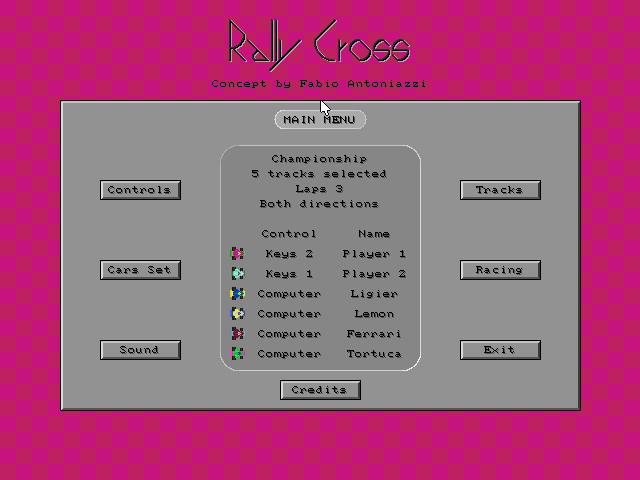 Rally Cross
Concept by Fabio Antoniazzi
MAIN MENU
Championship
5 tracks selected
Laps 3
Both directions
Controls
Tracks
Control Name
Keys 2 Player 1
Keys 1 Player 2
Cars Set
Racing
Computer Ligier
Computer Lemon
Computer Ferrari
Sound
Exit
Computer Tortuca
Credits